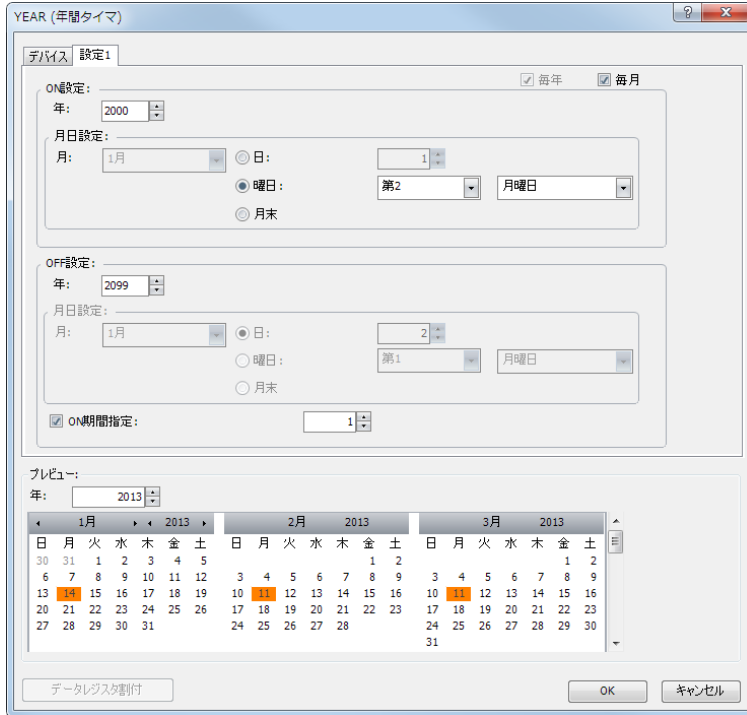 YEAR (年間タイマ)
デバイス 設定1
毎年 毎月
ON設定:
年: 2000
月日設定:
月: 1月 日: 1
曜日: 第2 月曜日
月末
OFF設定:
年: 2099
月日設定:
月: 1月 日: 2
曜日: 第1 月曜日
月末
ON期間指定: 1
プレビュー:
年: 2013
1月 2013 2月 2013 3月 2013
日 月 火 水 木 金 土 日 月 火 水 木 金 土 日 月 火 水 木 金 土
30 31 1 2 3 4 5 1 2 1 2
6 7 8 9 10 11 12 3 4 5 6 7 8 9 3 4 5 6 7 8 9
13 14 15 16 17 18 19 10 11 12 13 14 15 16 10 11 12 13 14 15 16
20 21 22 23 24 25 26 17 18 19 20 21 22 23 17 18 19 20 21 22 23
27 28 29 30 31 24 25 26 27 28 24 25 26 27 28 29 30
31
データレジスタ割付 OK キャンセル